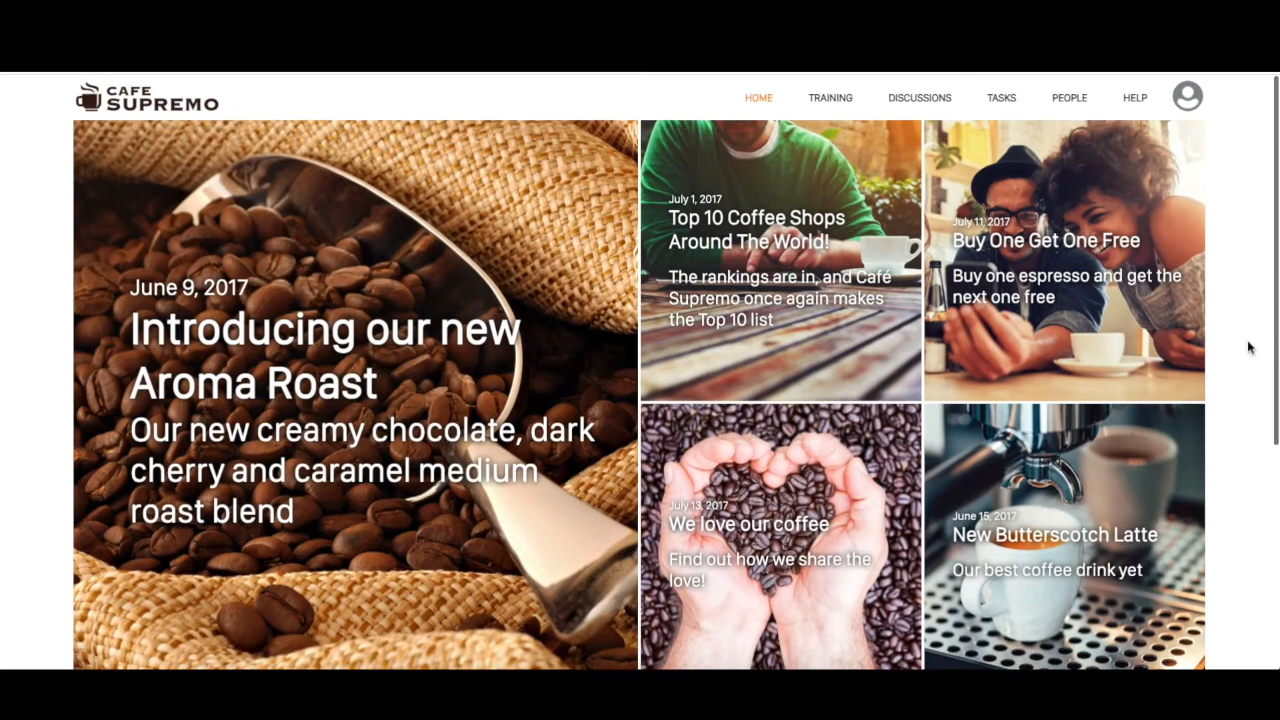 CAFE
SUPREMO
HOME TRAINING DISCUSSIONS TASKS PEOPLE HELP
June 9, 2017
Introducing our new
Aroma Roast
Our new creamy chocolate, dark
cherry and caramel medium
roast blend
July 1, 2017
Top 10 Coffee Shops
Around The World!
The rankings are in, and Café
Supremo once again makes
the Top 10 list
July 11, 2017
Buy One Get One Free
Buy one espresso and get the
next one free
July 13, 2017
We love our coffee
Find out how we share the
love!
June 15, 2017
New Butterscotch Latte
Our best coffee drink yet